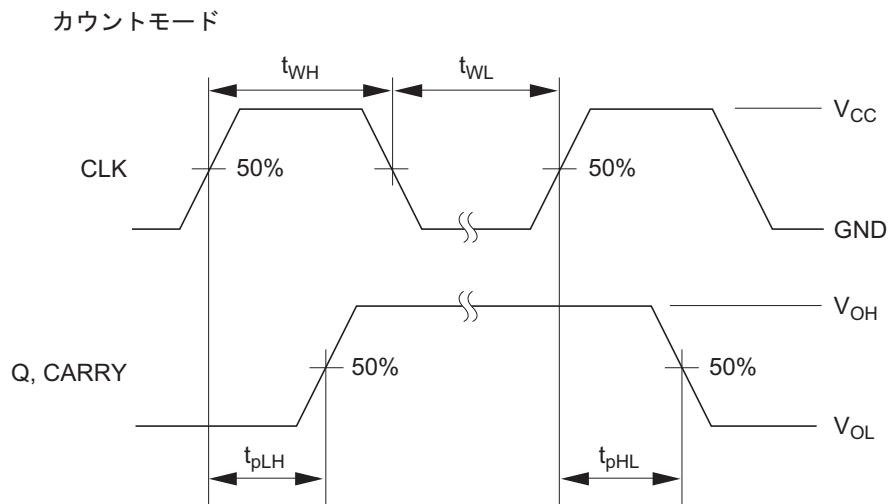 カウントモード
tWH
tWL
VCC
CLK
50%
50%
GND
VOH
Q, CARRY
50%
50%
VOL
tpLH
tpHL